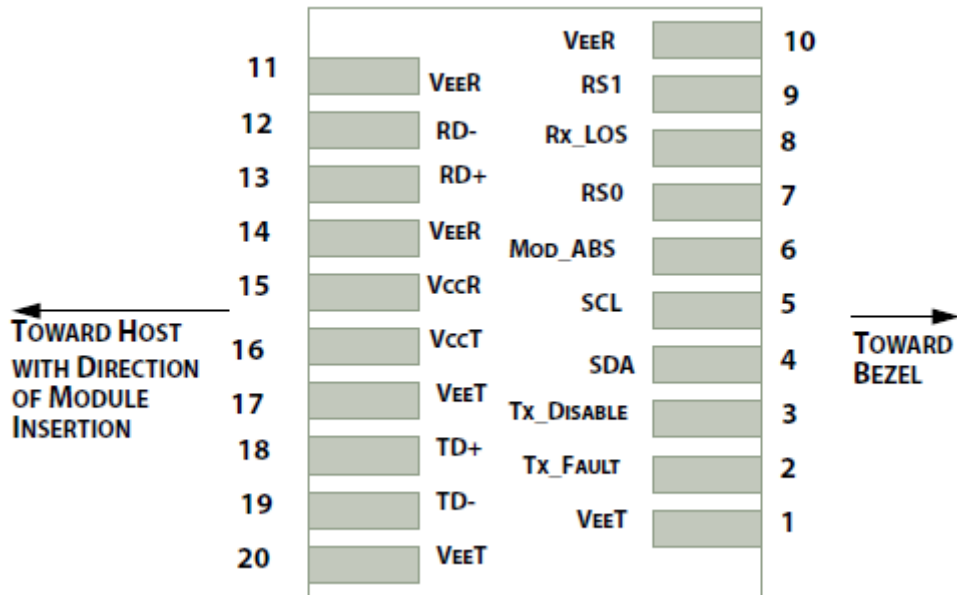 11 VEER
12 RD-
13 RD+
14 VEER
15 VCCR
16 VCCT
17 VEET
18 TD+
19 TD-
20 VEET
VEER 10
RS1 9
Rx_LOS 8
RS0 7
MOD_ABS 6
SCL 5
SDA 4
TX_DISABLE 3
TX_FAULT 2
VEET 1
TOWARD HOST
WITH DIRECTION
OF MODULE
INSERTION
TOWARD
BEZEL